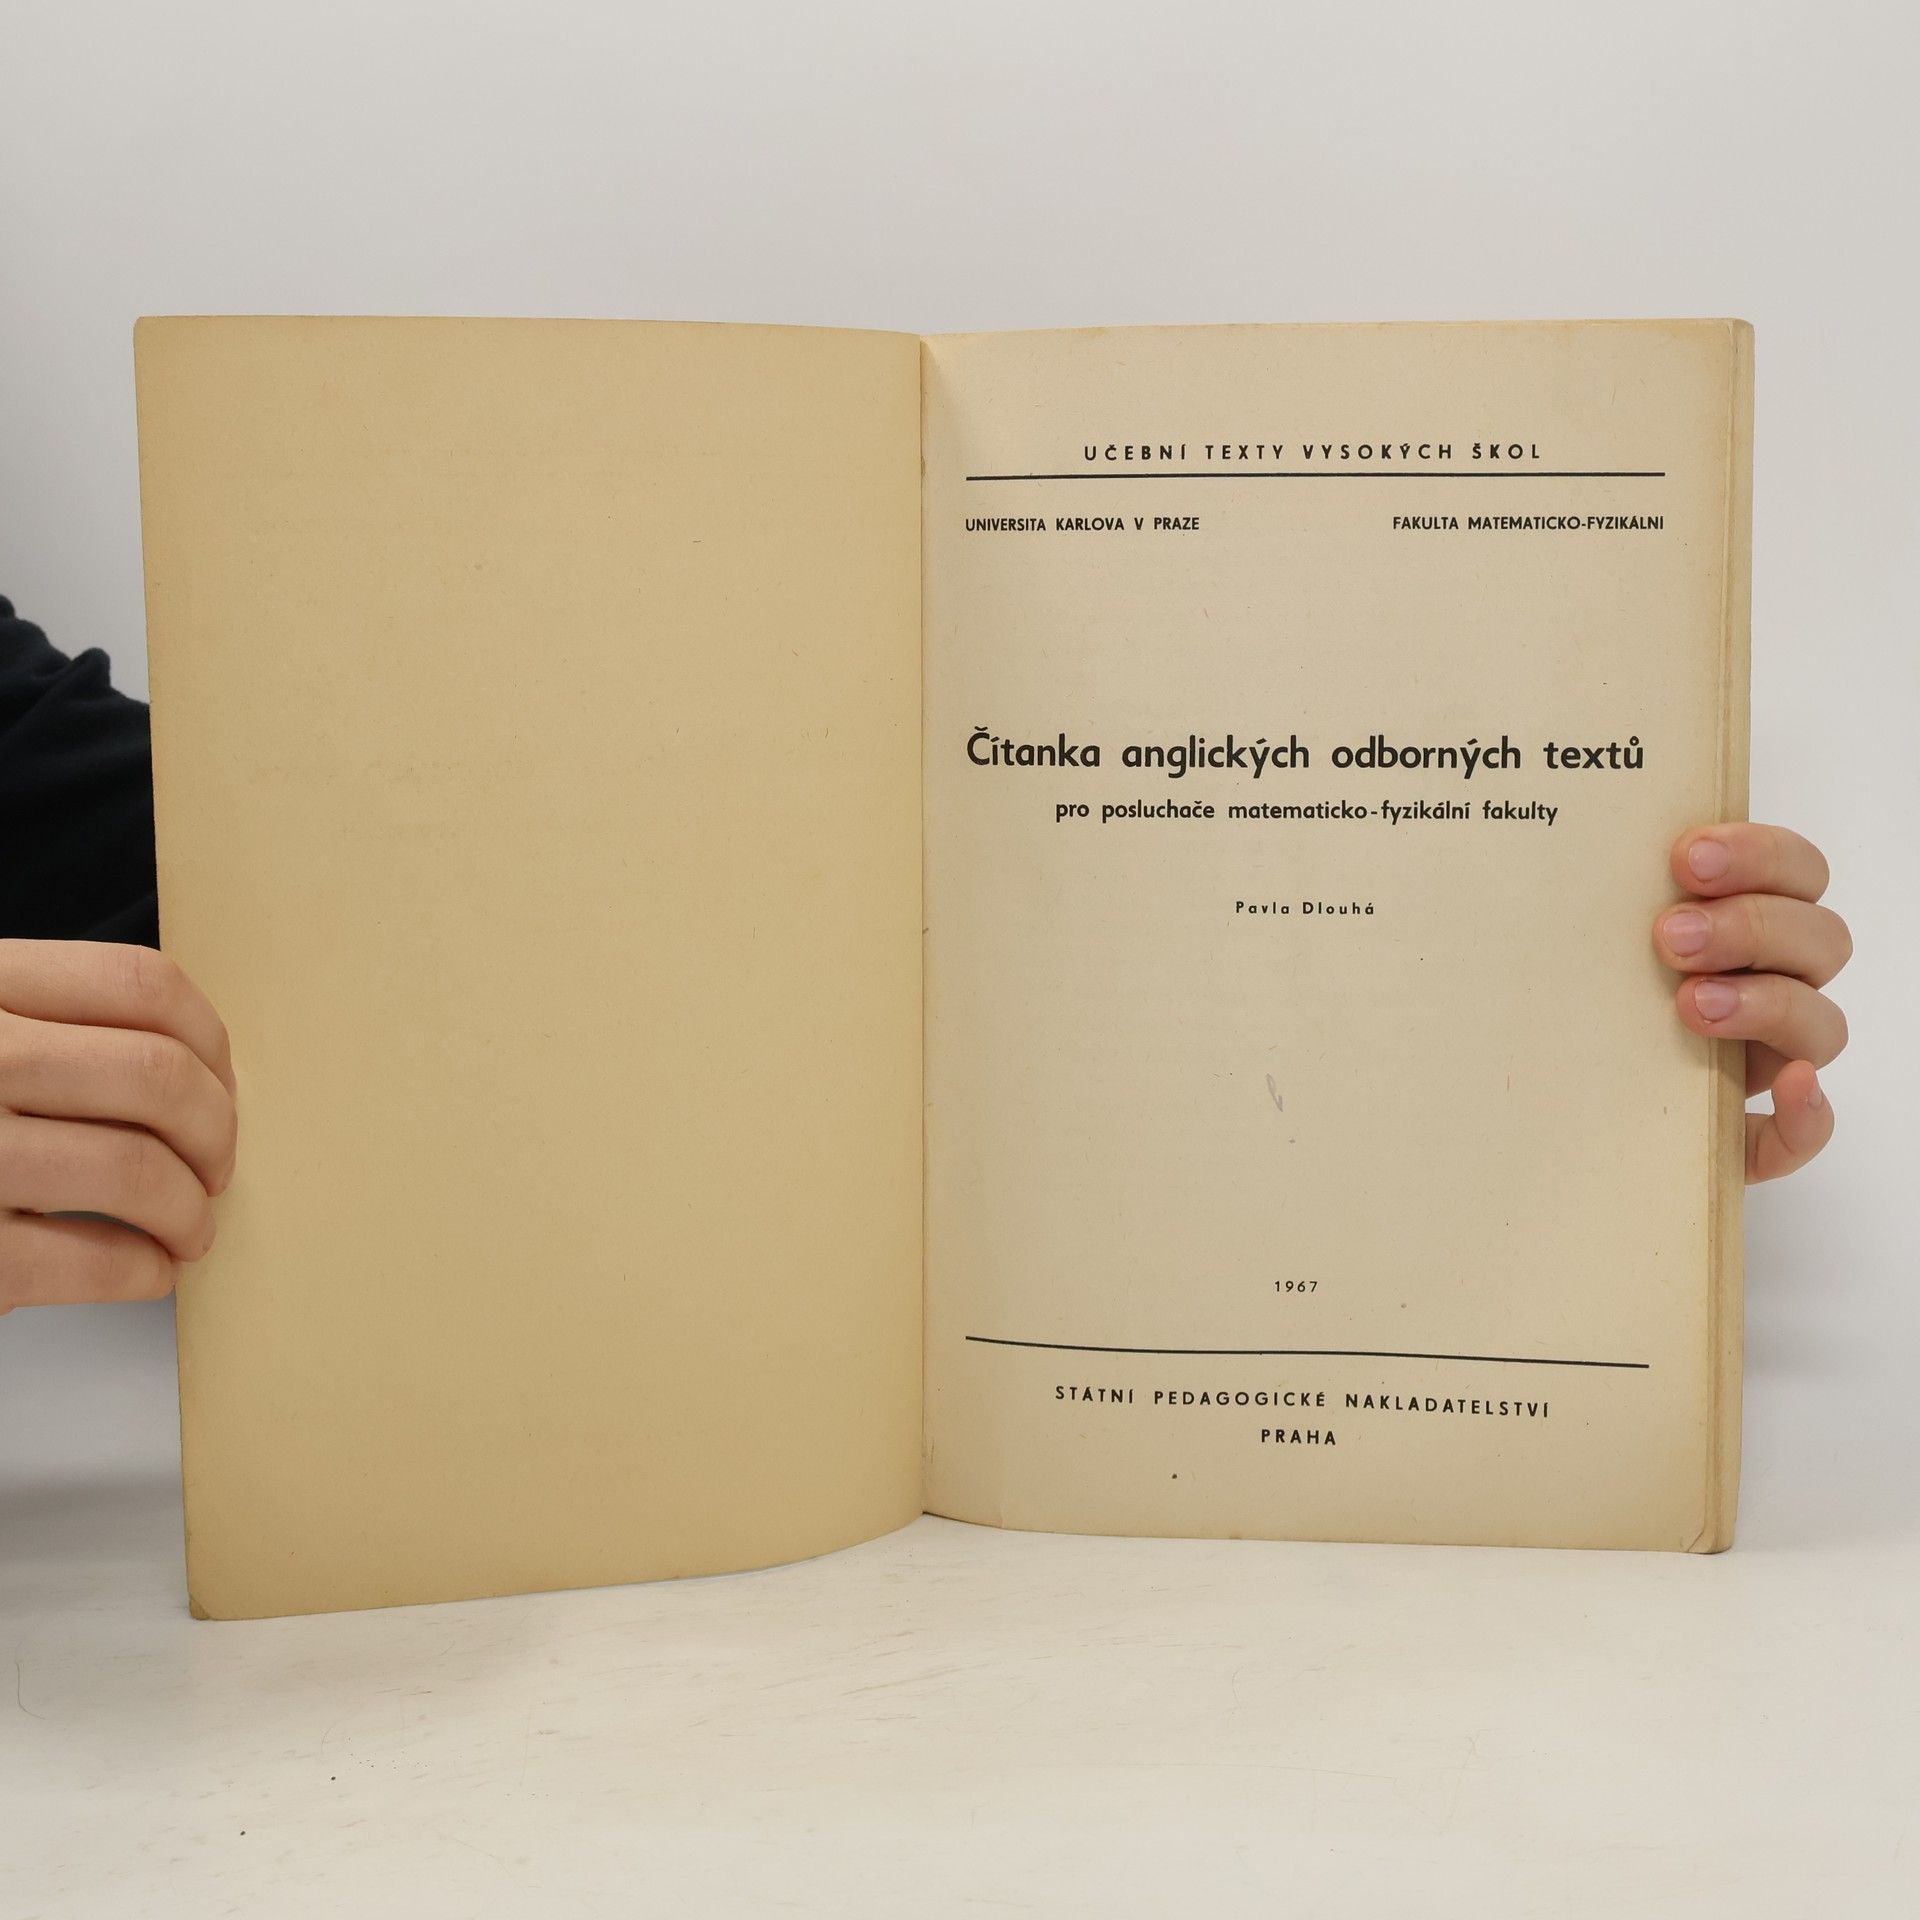 UČEBNÍ TEXTY VYSOKÝCH ŠKOL
UNIVERSITA KARLOVA V PRAZE FAKULTA MATEMATICKO-FYZIKÁLNI
Čítanka anglických odborných textů
pro posluchače matematicko-fyzikální fakulty
Pavla Dlouhá
1967
STÁTNÍ PEDAGOGICKÉ NAKLADATELSTVÍ
PRAHA